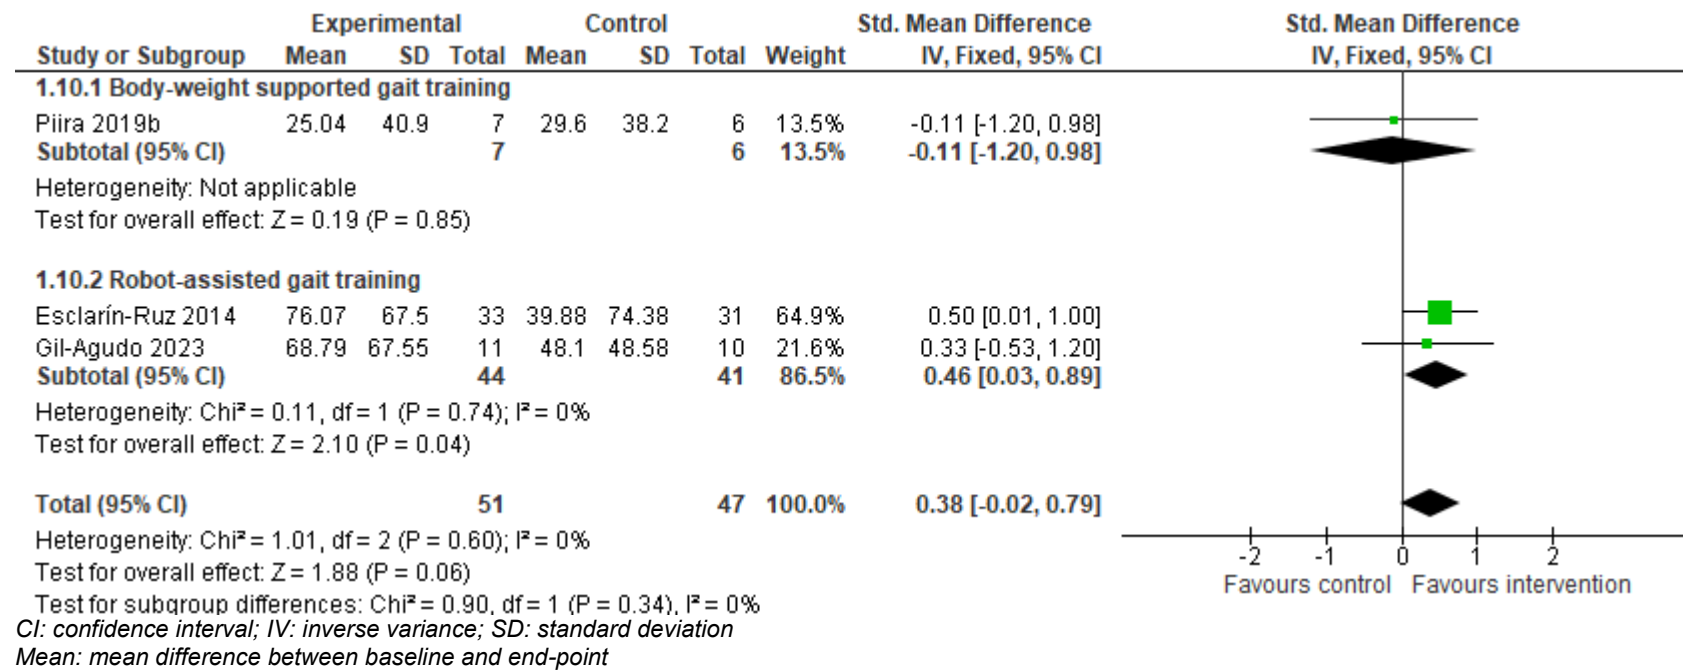 Experimental Control Std. Mean Difference Std. Mean Difference
Study or Subgroup Mean SD Total Mean SD Total Weight IV, Fixed, 95% CI IV, Fixed, 95% CI
1.10.1 Body-weight supported gait training
Piira 2019b 25.04 40.9 7 29.6 38.2 6 13.5% -0.11 [-1.20, 0.98]
Subtotal (95% CI) 7 6 13.5% -0.11 [-1.20, 0.98]
Heterogeneity: Not applicable
Test for overall effect: Z = 0.19 (P = 0.85)
1.10.2 Robot-assisted gait training
Esclarín-Ruz 2014 76.07 67.5 33 39.88 74.38 31 64.9% 0.50 [0.01, 1.00]
Gil-Agudo 2023 68.79 67.55 11 48.1 48.58 10 21.6% 0.33 [-0.53, 1.20]
Subtotal (95% CI) 44 41 86.5% 0.46 [0.03, 0.89]
Heterogeneity: Chi² = 0.11, df = 1 (P = 0.74); I² = 0%
Test for overall effect: Z = 2.10 (P = 0.04)
Total (95% CI) 51 47 100.0% 0.38 [-0.02, 0.79]
Heterogeneity: Chi² = 1.01, df = 2 (P = 0.60); I² = 0%
Test for overall effect: Z = 1.88 (P = 0.06)
Test for subgroup differences: Chi² = 0.90, df = 1 (P = 0.34), I² = 0%
-2 -1 0 1 2
Favours control Favours intervention
CI: confidence interval; IV: inverse variance; SD: standard deviation
Mean: mean difference between baseline and end-point